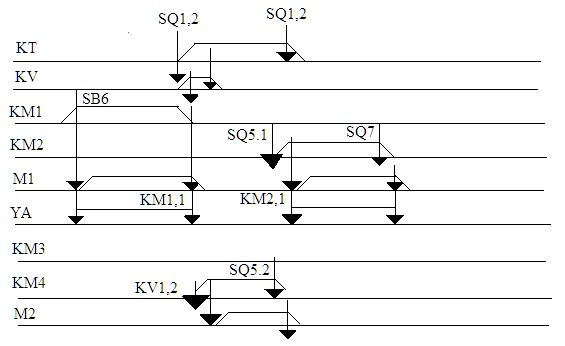 SQ1,2
SQ1,2
KT
KV
SB6
KM1
SQ5.1
SQ7
KM2
M1
KM1,1
KM2,1
YA
KM3
SQ5.2
KM4
KV1,2
M2